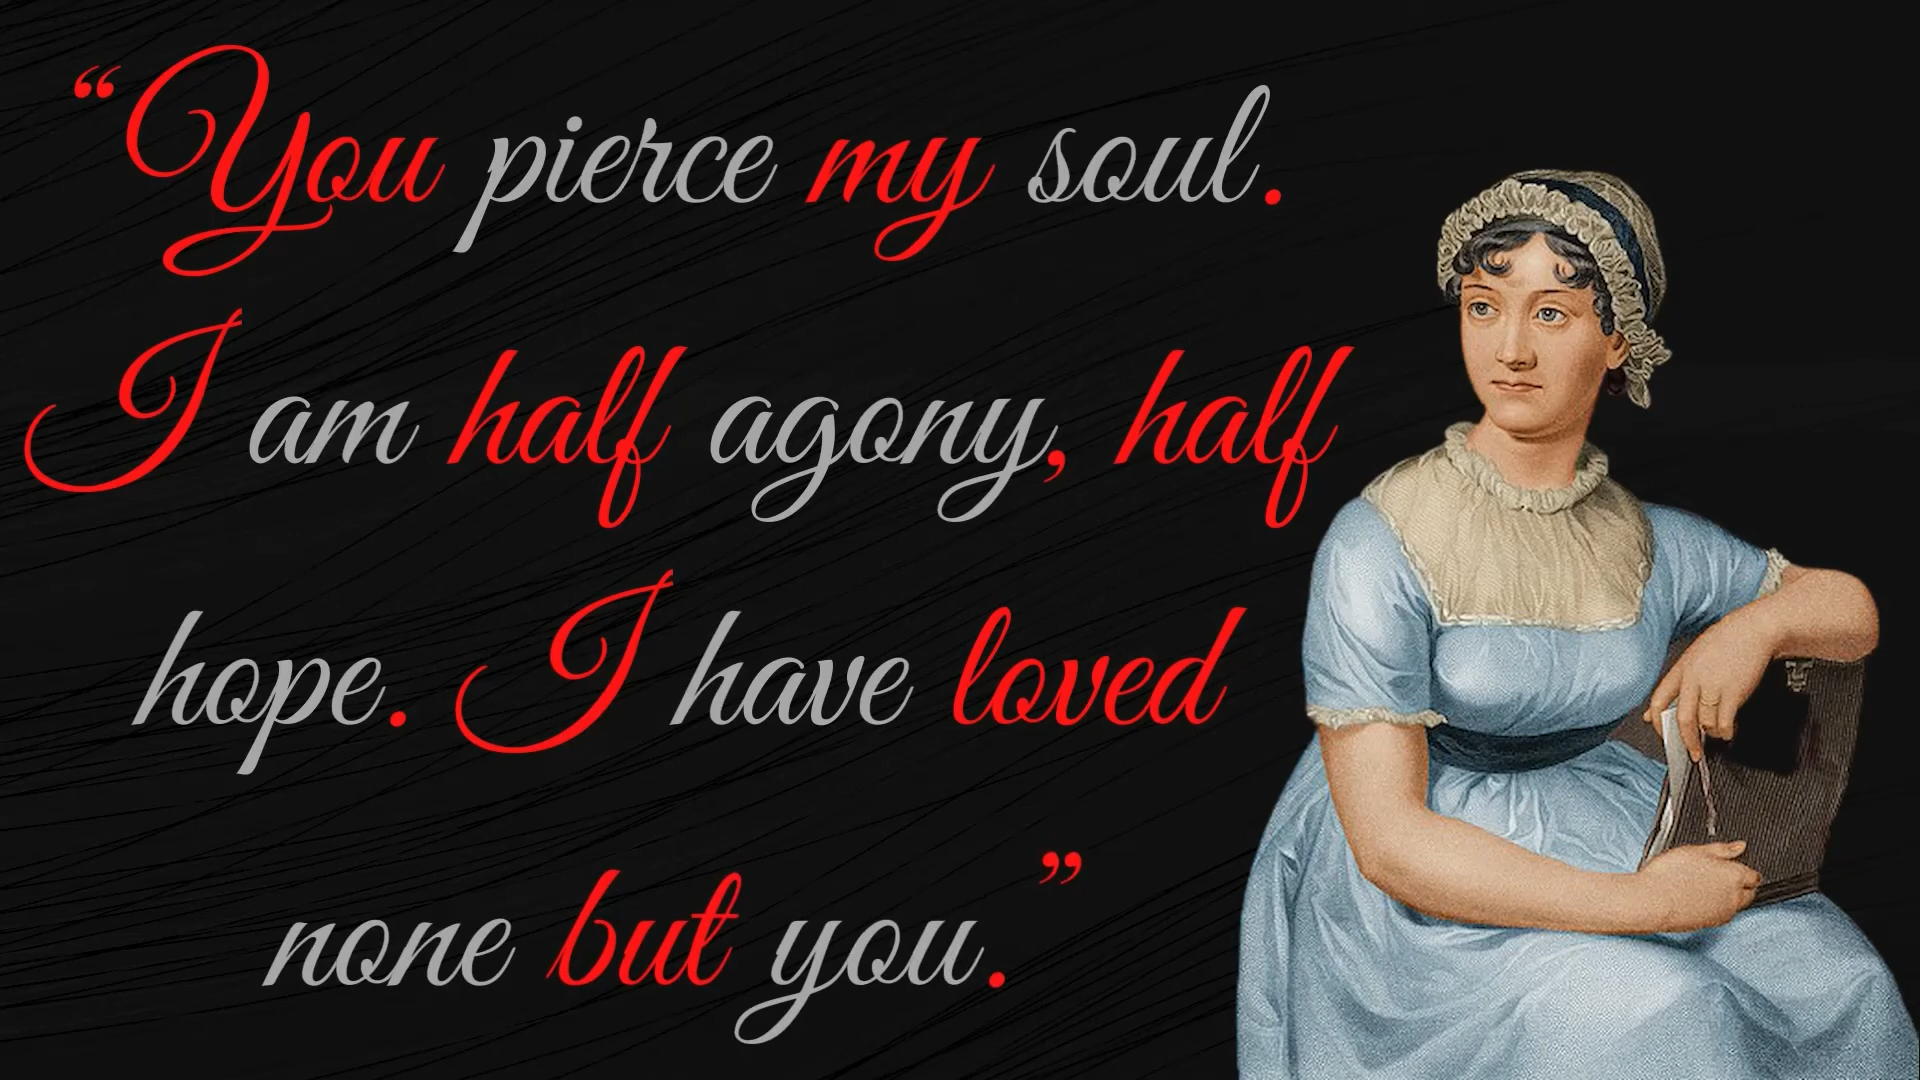 “You pierce my soul.
I am half agony, half
hope. I have loved
none but you.”